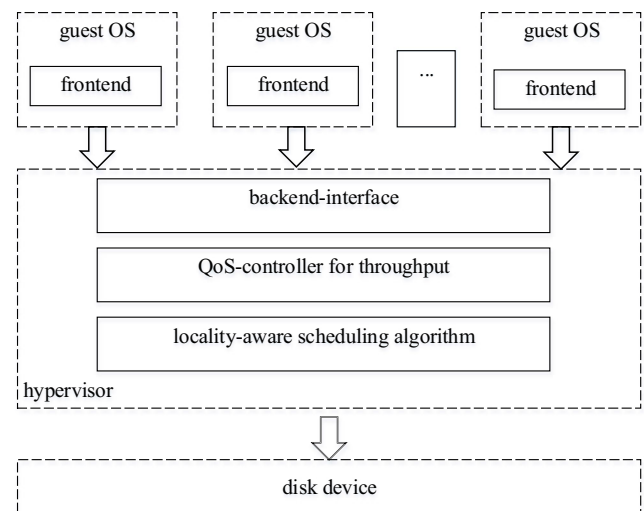 guest OS
guest OS
guest OS
frontend
frontend
...
frontend
backend-interface
QoS-controller for throughput
locality-aware scheduling algorithm
hypervisor
disk device